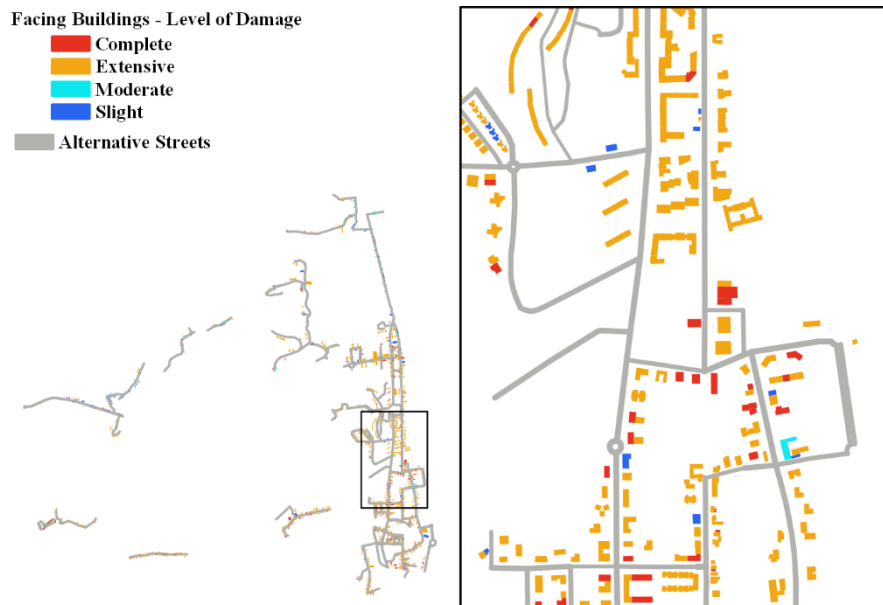 Facing Buildings - Level of Damage
Complete
Extensive
Moderate
Slight
Alternative Streets